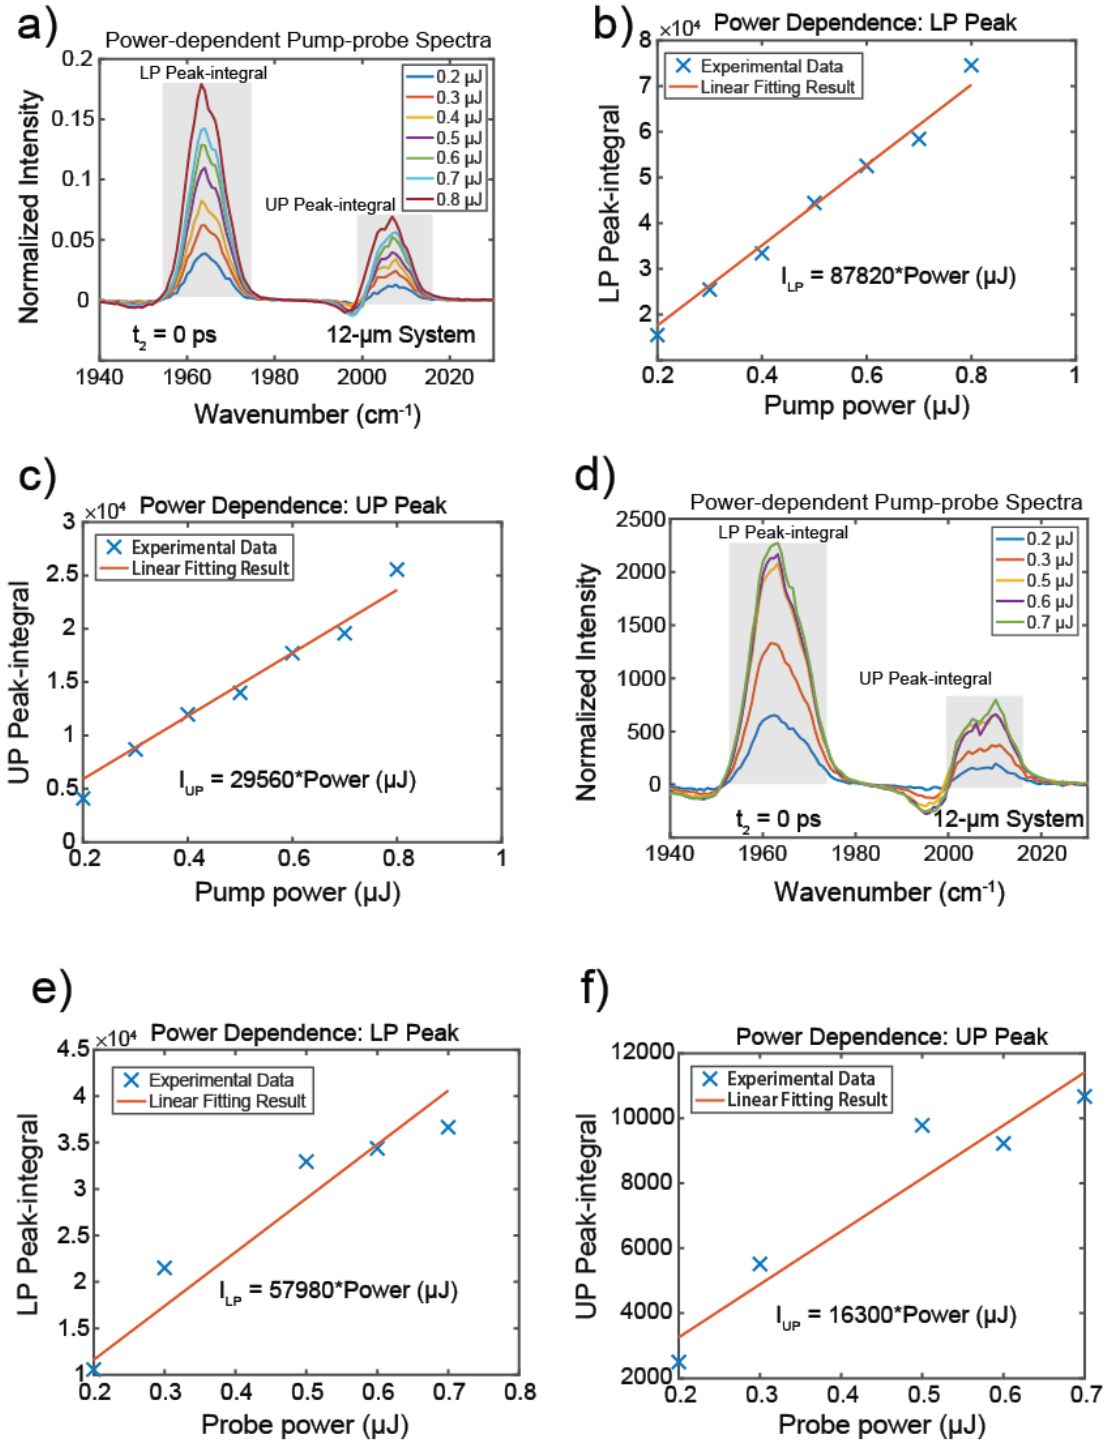 a)
Power-dependent Pump-probe Spectra
LP Peak-integral
UP Peak-integral
0.2 µJ
0.3 µJ
0.4 µJ
0.5 µJ
0.6 µJ
0.7 µJ
0.8 µJ
0.2
0.15
0.1
0.05
0
Normalized Intensity
t₂ = 0 ps
12-µm System
1940 1960 1980 2000 2020
Wavenumber (cm⁻¹)
b)
×10⁴
Power Dependence: LP Peak
Experimental Data
Linear Fitting Result
8
7
6
5
4
3
2
LP Peak-integral
I_LP = 87820*Power (µJ)
0.2 0.4 0.6 0.8 1
Pump power (µJ)
c)
×10⁴
Power Dependence: UP Peak
Experimental Data
Linear Fitting Result
3
2.5
2
1.5
1
0.5
0
UP Peak-integral
I_UP = 29560*Power (µJ)
0.2 0.4 0.6 0.8 1
Pump power (µJ)
d)
Power-dependent Pump-probe Spectra
LP Peak-integral
UP Peak-integral
0.2 µJ
0.3 µJ
0.5 µJ
0.6 µJ
0.7 µJ
2500
2000
1500
1000
500
0
Normalized Intensity
t₂ = 0 ps
12-µm System
1940 1960 1980 2000 2020
Wavenumber (cm⁻¹)
e)
×10⁴
Power Dependence: LP Peak
Experimental Data
Linear Fitting Result
4.5
4
3.5
3
2.5
2
1.5
1
LP Peak-integral
I_LP = 57980*Power (µJ)
0.2 0.3 0.4 0.5 0.6 0.7 0.8
Probe power (µJ)
f)
Power Dependence: UP Peak
Experimental Data
Linear Fitting Result
12000
10000
8000
6000
4000
2000
UP Peak-integral
I_UP = 16300*Power (µJ)
0.2 0.3 0.4 0.5 0.6 0.7
Probe power (µJ)